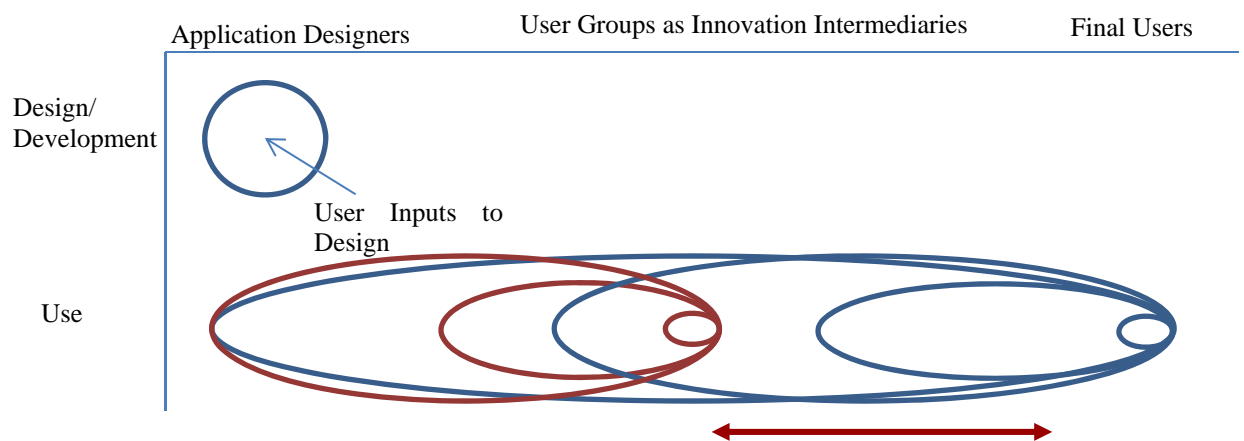 Application Designers
User Groups as Innovation Intermediaries
Final Users
Design/
Development
User Inputs to
Design
Use